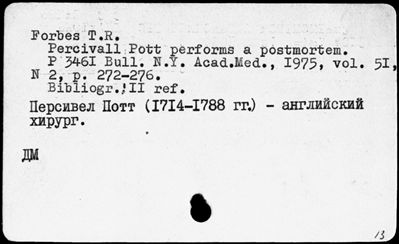 Forbes T.R.
Percivall Pott performs a postmortem.
P 3461 Bull. N.Y. Acad.Med., 1975, vol. 51,
N 2, p. 272-276.
Bibliogr.: 11 ref.
Персивел Потт (1714-1788 гг.) - английский
хирург.
ДМ
13